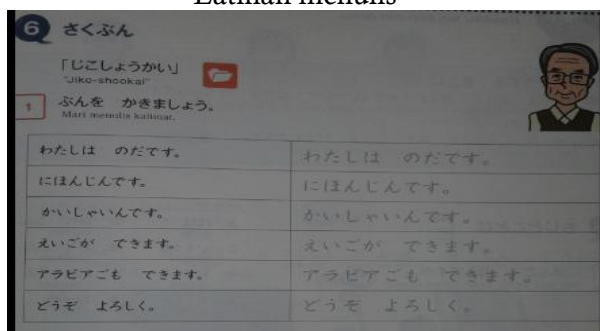 Latihan menulis
6 さくぶん
「じこしょうかい」
"Jiko-shookai"
1 ぶんを かきましょう。
Mari menulis kalimat.
わたしは のだです。 わたしは のだです。
にほんじんです。 にほんじんです。
かいしゃいんです。 かいしゃいんです。
えいごが できます。 えいごが できます。
アラビアごも できます。 アラビアごも できます。
どうぞ よろしく。 どうぞ よろしく。